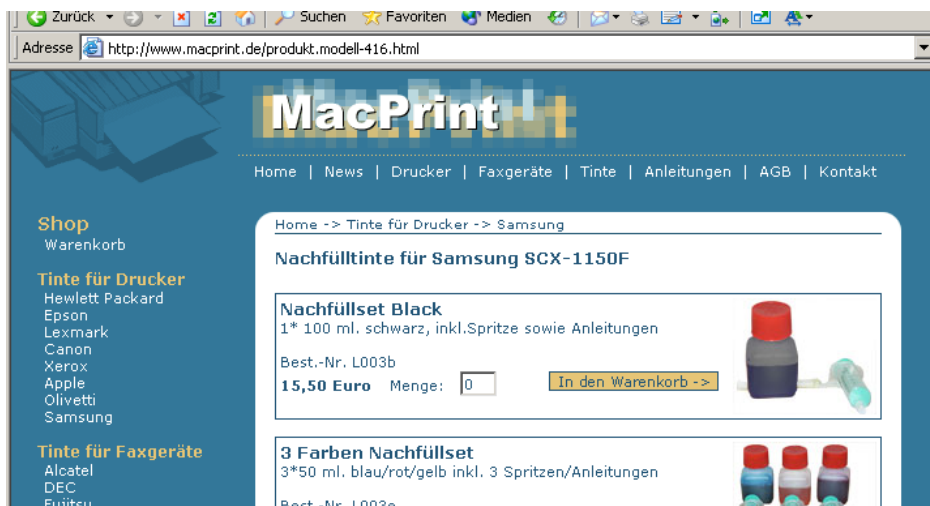 Zurück Suchen Favoriten Medien
Adresse http://www.macprint.de/produkt.modell-416.html
MacPrint
Home | News | Drucker | Faxgeräte | Tinte | Anleitungen | AGB | Kontakt
Shop
Warenkorb
Tinte für Drucker
Hewlett Packard
Epson
Lexmark
Canon
Xerox
Apple
Olivetti
Samsung
Tinte für Faxgeräte
Alcatel
DEC
Fujitsu
Home -> Tinte für Drucker -> Samsung
Nachfülltinte für Samsung SCX-1150F
Nachfüllset Black
1* 100 ml. schwarz, inkl.Spritze sowie Anleitungen
Best.-Nr. L003b
15,50 Euro Menge: 0 In den Warenkorb ->
3 Farben Nachfüllset
3*50 ml. blau/rot/gelb inkl. 3 Spritzen/Anleitungen
Best.-Nr.